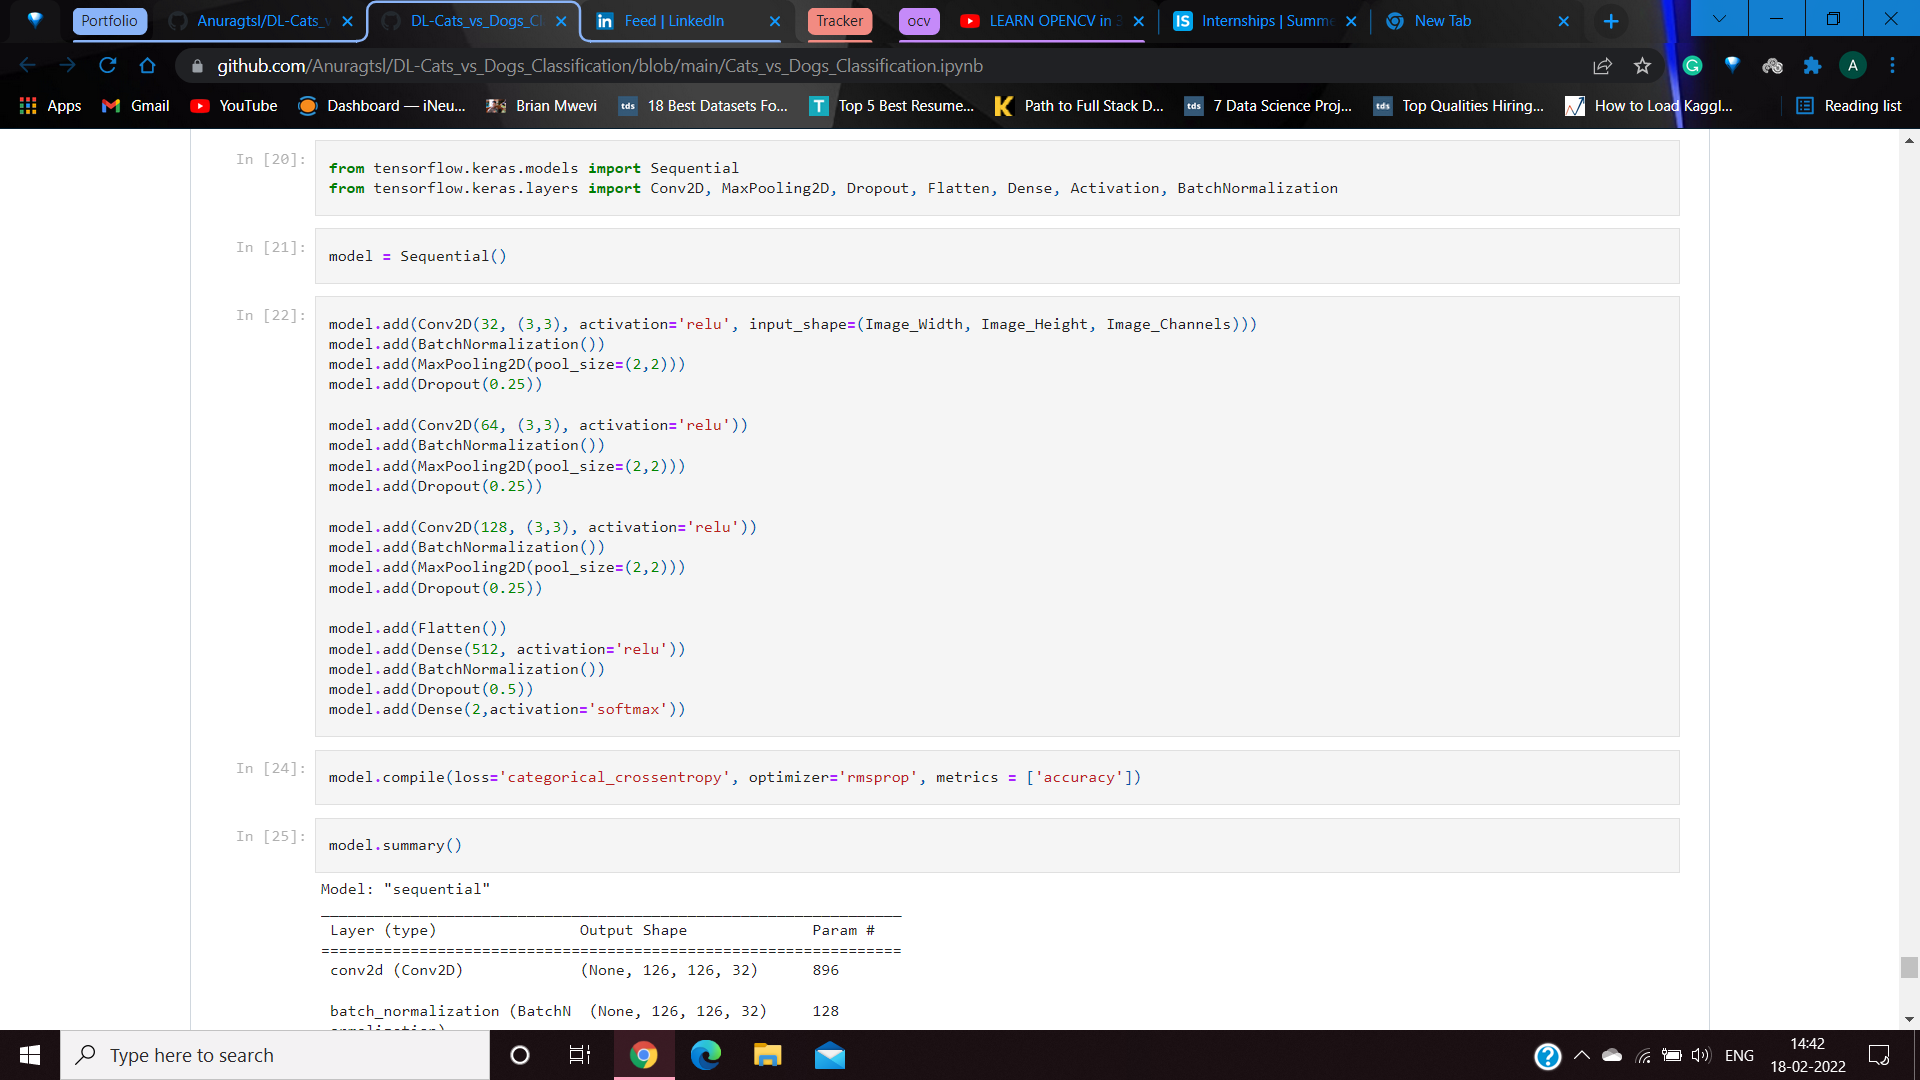 Portfolio
Anuragtsl/DL-Cats_v
DL-Cats_vs_Dogs_Cl
Feed | LinkedIn
Tracker
ocv
LEARN OPENCV in 3
Internships | Summe
New Tab
github.com/Anuragtsl/DL-Cats_vs_Dogs_Classification/blob/main/Cats_vs_Dogs_Classification.ipynb
A
Apps
Gmail
YouTube
Dashboard — iNeu...
Brian Mwevi
tds 18 Best Datasets Fo...
T Top 5 Best Resume...
K Path to Full Stack D...
tds 7 Data Science Proj...
tds Top Qualities Hiring...
How to Load Kaggl...
Reading list
In [20]:
from tensorflow.keras.models import Sequential
from tensorflow.keras.layers import Conv2D, MaxPooling2D, Dropout, Flatten, Dense, Activation, BatchNormalization
In [21]:
model = Sequential()
In [22]:
model.add(Conv2D(32, (3,3), activation='relu', input_shape=(Image_Width, Image_Height, Image_Channels)))
model.add(BatchNormalization())
model.add(MaxPooling2D(pool_size=(2,2)))
model.add(Dropout(0.25))
model.add(Conv2D(64, (3,3), activation='relu'))
model.add(BatchNormalization())
model.add(MaxPooling2D(pool_size=(2,2)))
model.add(Dropout(0.25))
model.add(Conv2D(128, (3,3), activation='relu'))
model.add(BatchNormalization())
model.add(MaxPooling2D(pool_size=(2,2)))
model.add(Dropout(0.25))
model.add(Flatten())
model.add(Dense(512, activation='relu'))
model.add(BatchNormalization())
model.add(Dropout(0.5))
model.add(Dense(2,activation='softmax'))
In [24]:
model.compile(loss='categorical_crossentropy', optimizer='rmsprop', metrics = ['accuracy'])
In [25]:
model.summary()
Model: "sequential"
Layer (type) Output Shape Param #
=================================================================
conv2d (Conv2D) (None, 126, 126, 32) 896
batch_normalization (BatchN (None, 126, 126, 32) 128
Type here to search
ENG
14:42
18-02-2022